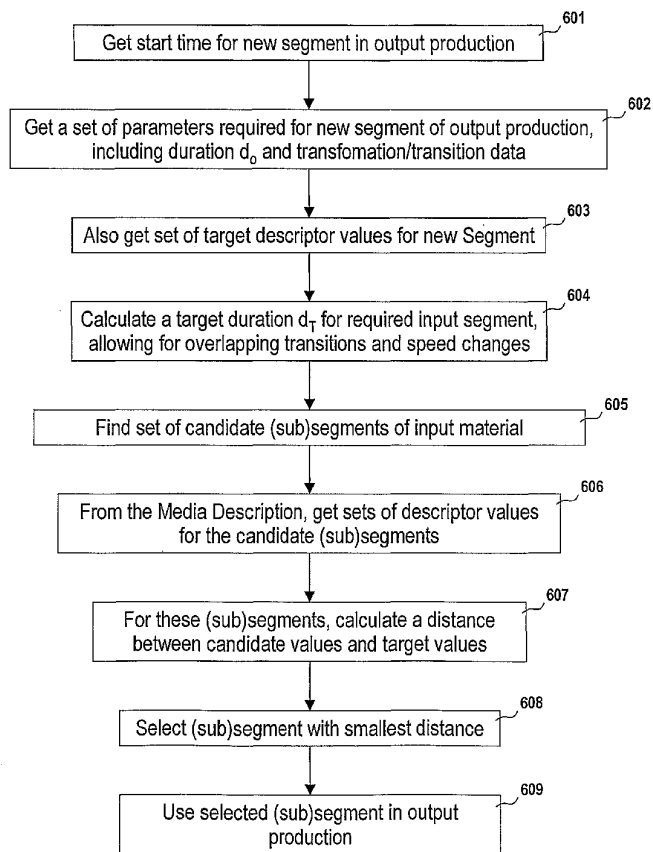 601
Get start time for new segment in output production
602
Get a set of parameters required for new segment of output production,
including duration dₒ and transfomation/transition data
603
Also get set of target descriptor values for new Segment
604
Calculate a target duration d_T for required input segment,
allowing for overlapping transitions and speed changes
605
Find set of candidate (sub)segments of input material
606
From the Media Description, get sets of descriptor values
for the candidate (sub)segments
607
For these (sub)segments, calculate a distance
between candidate values and target values
608
Select (sub)segment with smallest distance
609
Use selected (sub)segment in output
production